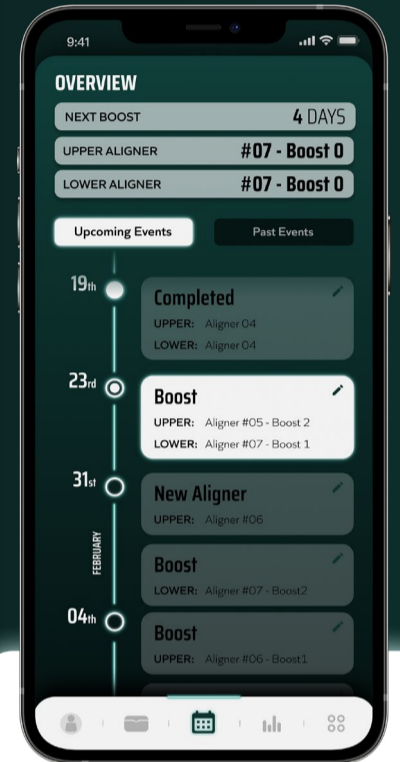 9:41
OVERVIEW
NEXT BOOST 4 DAYS
UPPER ALIGNER #07 - Boost 0
LOWER ALIGNER #07 - Boost 0
Upcoming Events Past Events
19th
Completed
UPPER: Aligner 04
LOWER: Aligner 04
23rd
Boost
UPPER: Aligner #05 - Boost 2
LOWER: Aligner #07 - Boost 1
31st
New Aligner
UPPER: Aligner #06
FEBRUARY
Boost
LOWER: Aligner #07 - Boost2
04th
Boost
UPPER: Aligner #06 - Boost1